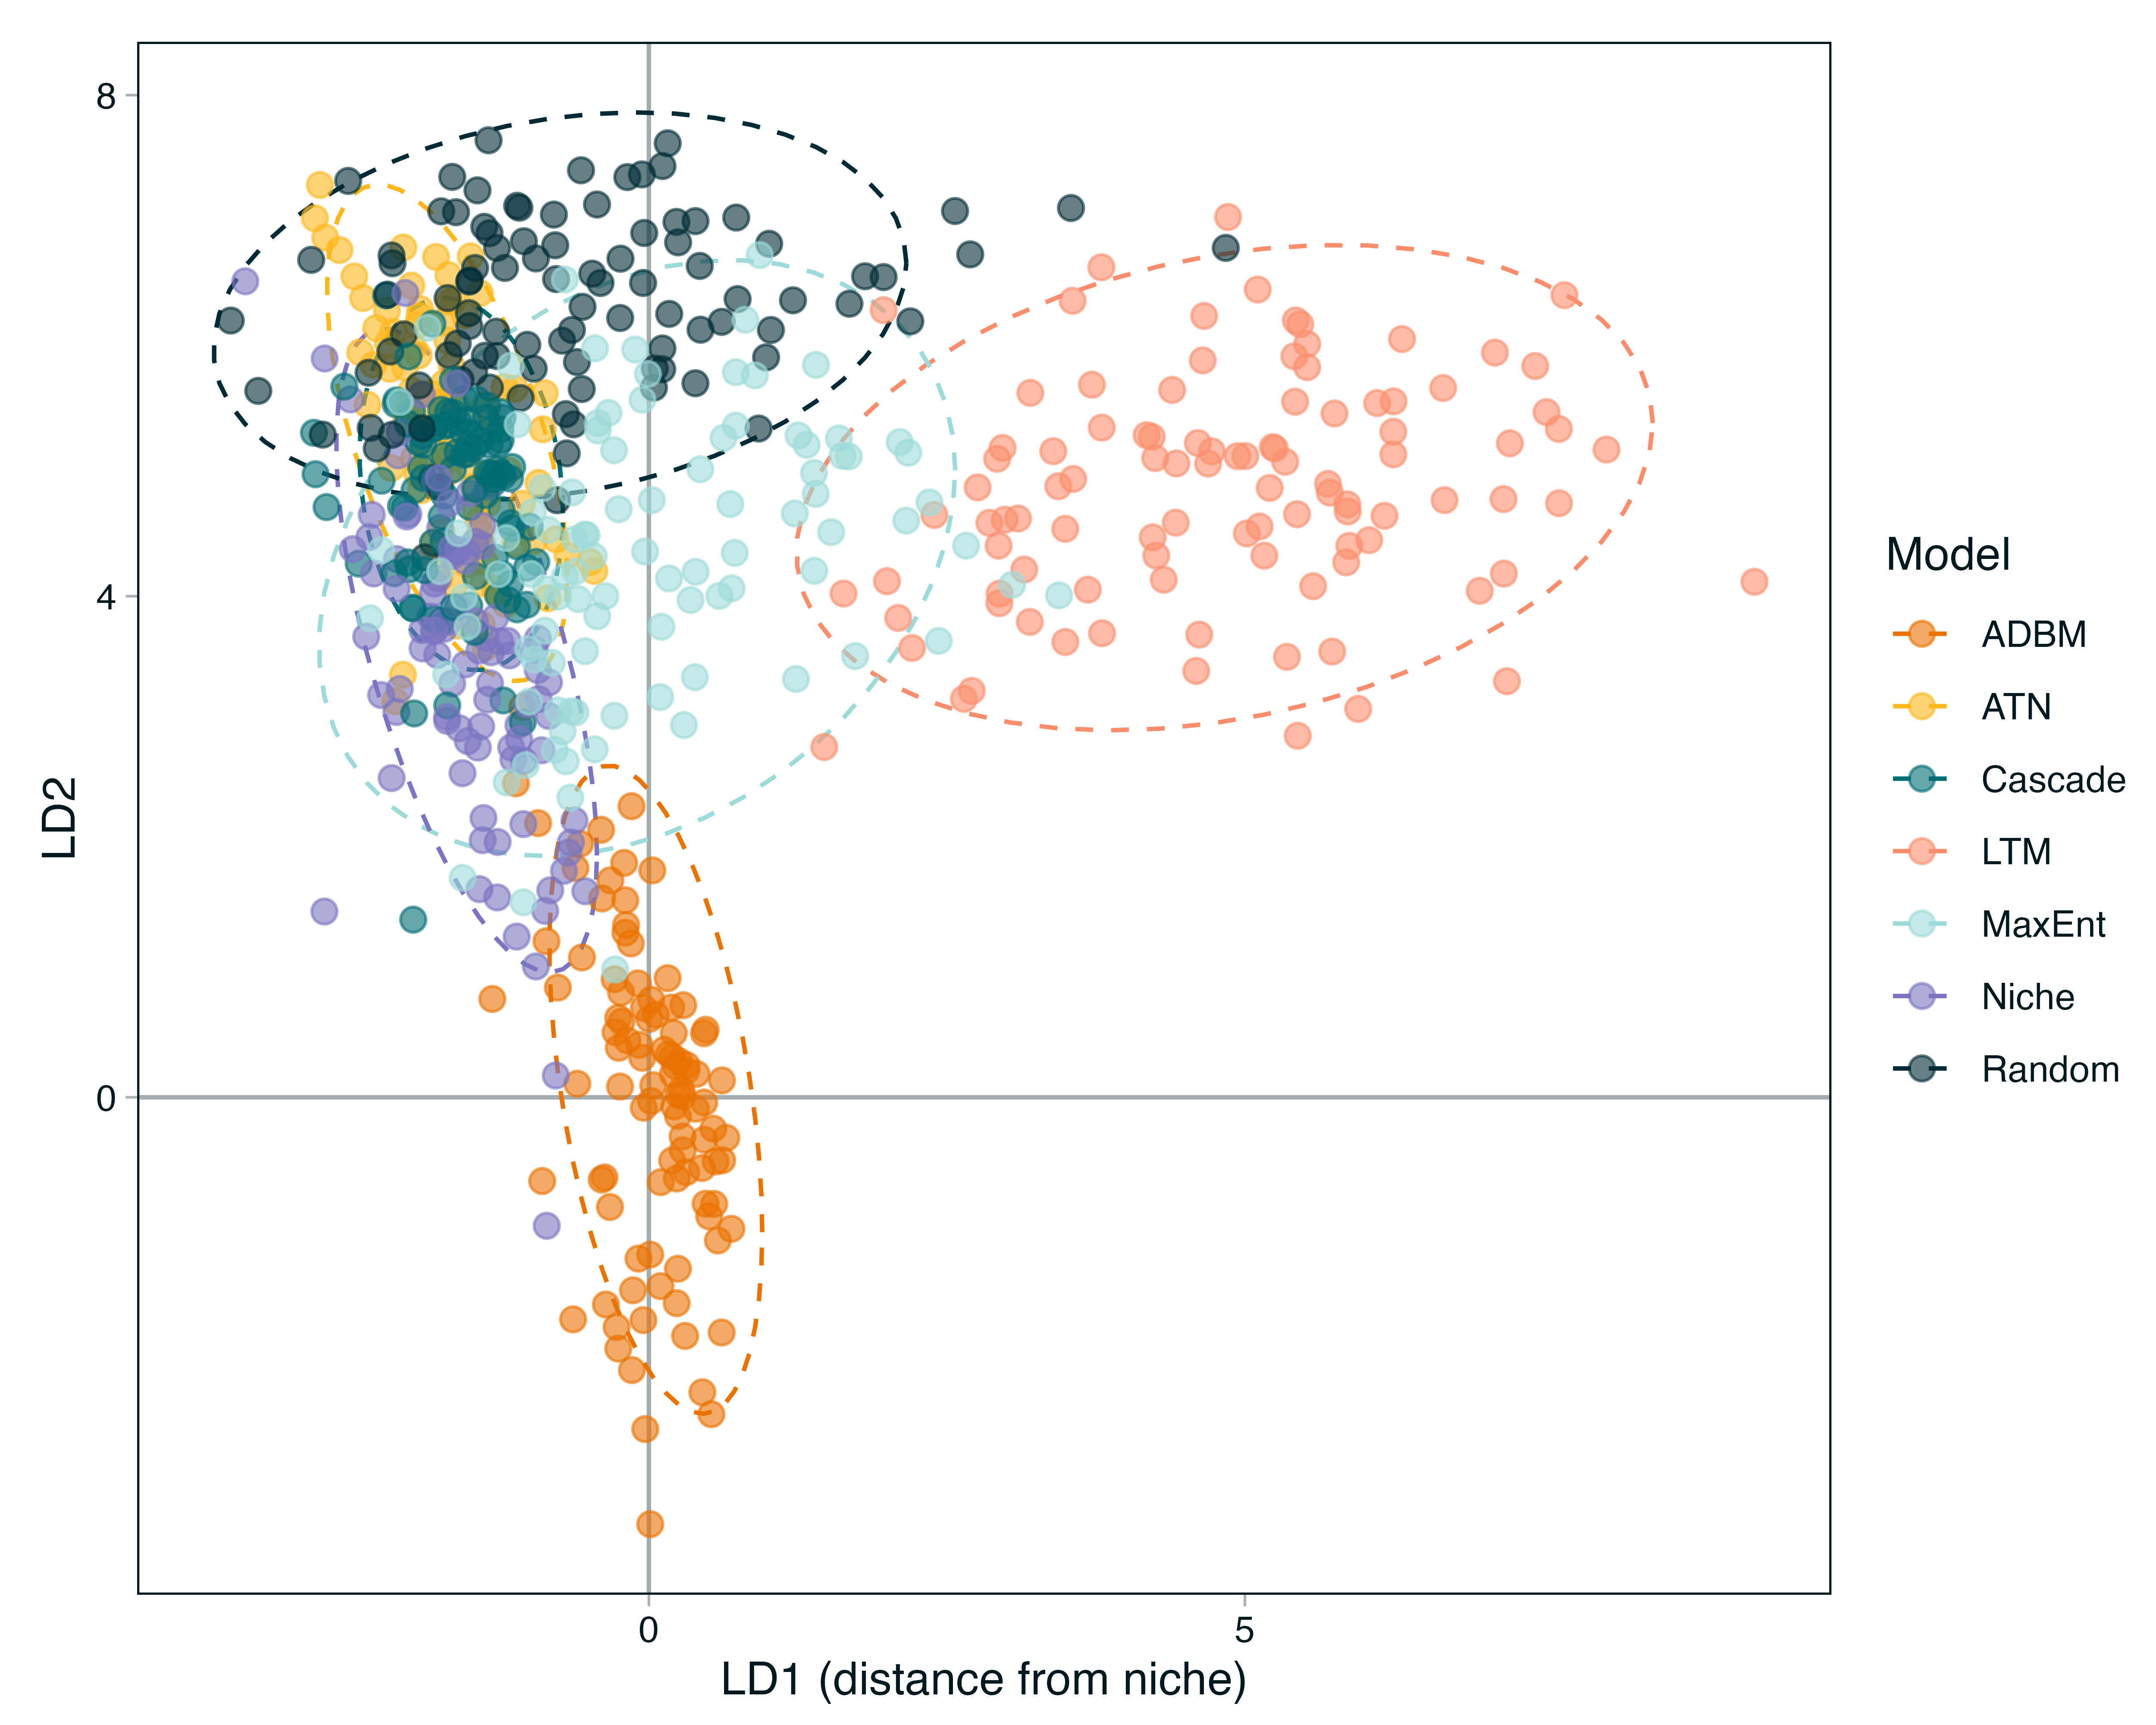 8
4
0
LD2
0
5
LD1 (distance from niche)
Model
ADBM
ATN
Cascade
LTM
MaxEnt
Niche
Random